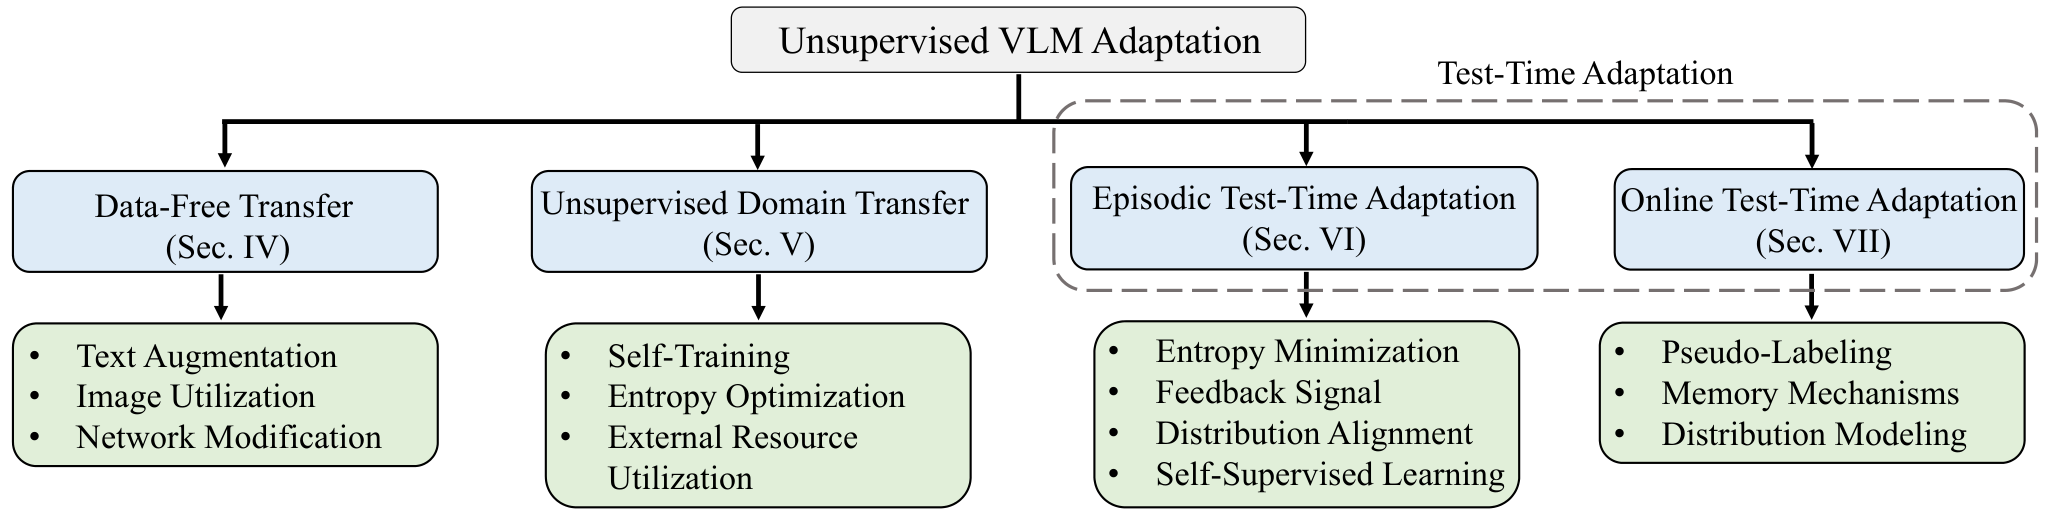 Unsupervised VLM Adaptation
Test-Time Adaptation
Data-Free Transfer
(Sec. IV)
Unsupervised Domain Transfer
(Sec. V)
Episodic Test-Time Adaptation
(Sec. VI)
Online Test-Time Adaptation
(Sec. VII)
• Text Augmentation
• Image Utilization
• Network Modification
• Self-Training
• Entropy Optimization
• External Resource
Utilization
• Entropy Minimization
• Feedback Signal
• Distribution Alignment
• Self-Supervised Learning
• Pseudo-Labeling
• Memory Mechanisms
• Distribution Modeling